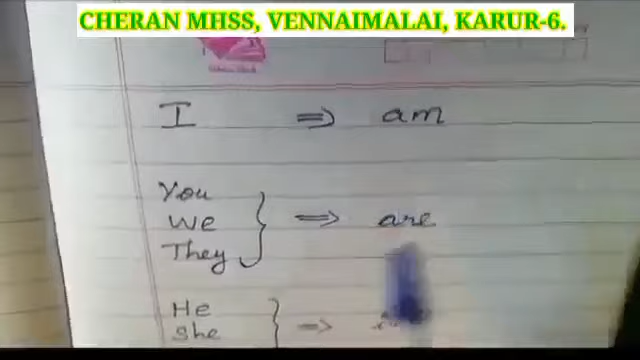 CHERAN MHSS, VENNAIMALAI, KARUR-6.
I ⇒ am
You
We
They } ⇒ are
He
She } ⇒